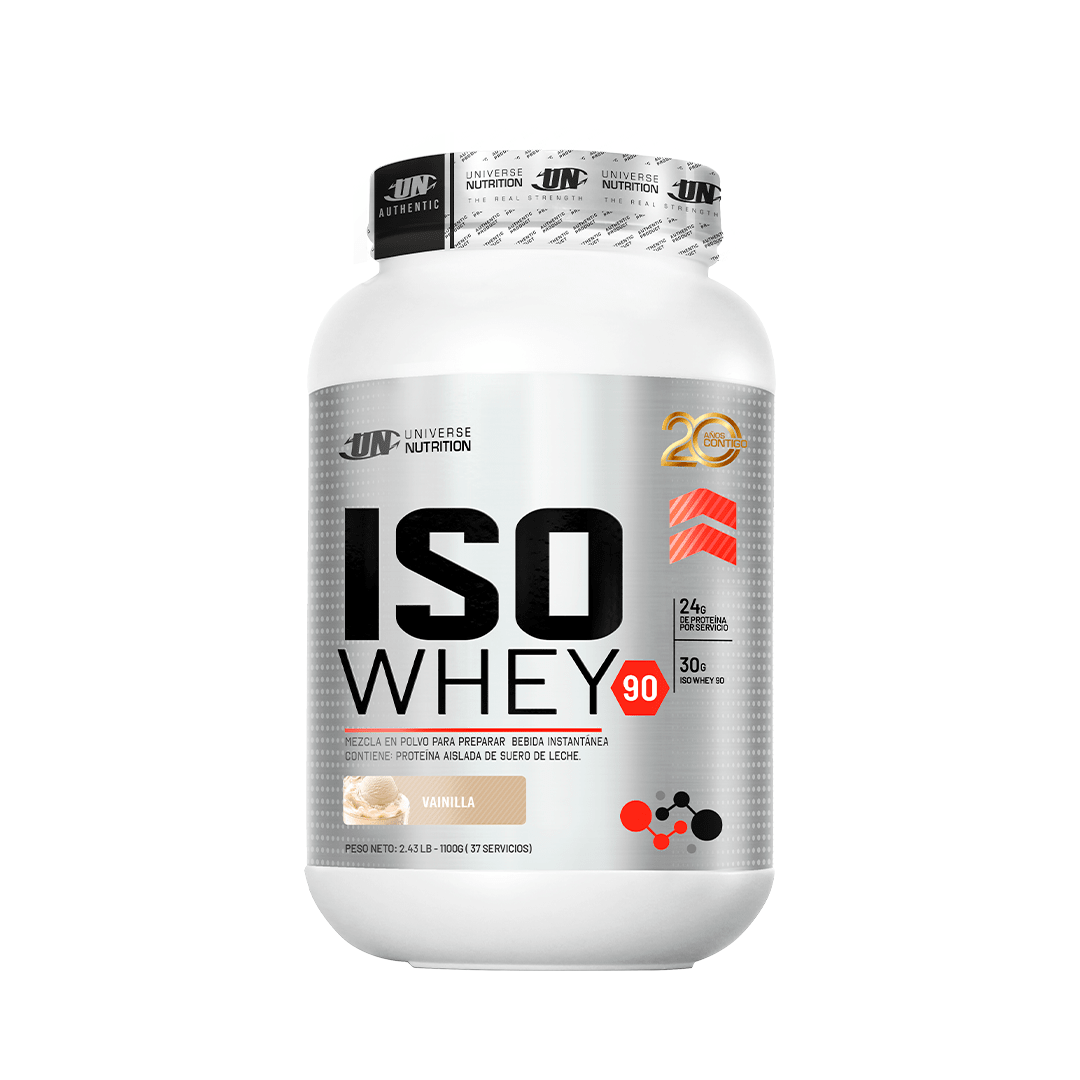 UN
AUTHENTIC
UNIVERSE
NUTRITION
UN
THE REAL STRENGTH
UNIVERSE
NUTRITION
UN
THE REAL STRENGTH
AUTHENTIC
PRODUCT
UN
UNIVERSE
NUTRITION
20
AÑOS
CONTIGO
ISO
WHEY
90
24G
DE PROTEÍNA
POR SERVICIO
30G
ISO WHEY 90
MEZCLA EN POLVO PARA PREPARAR BEBIDA INSTANTÁNEA
CONTIENE: PROTEÍNA AISLADA DE SUERO DE LECHE.
VAINILLA
PESO NETO: 2.43 LB - 1100G ( 37 SERVICIOS)